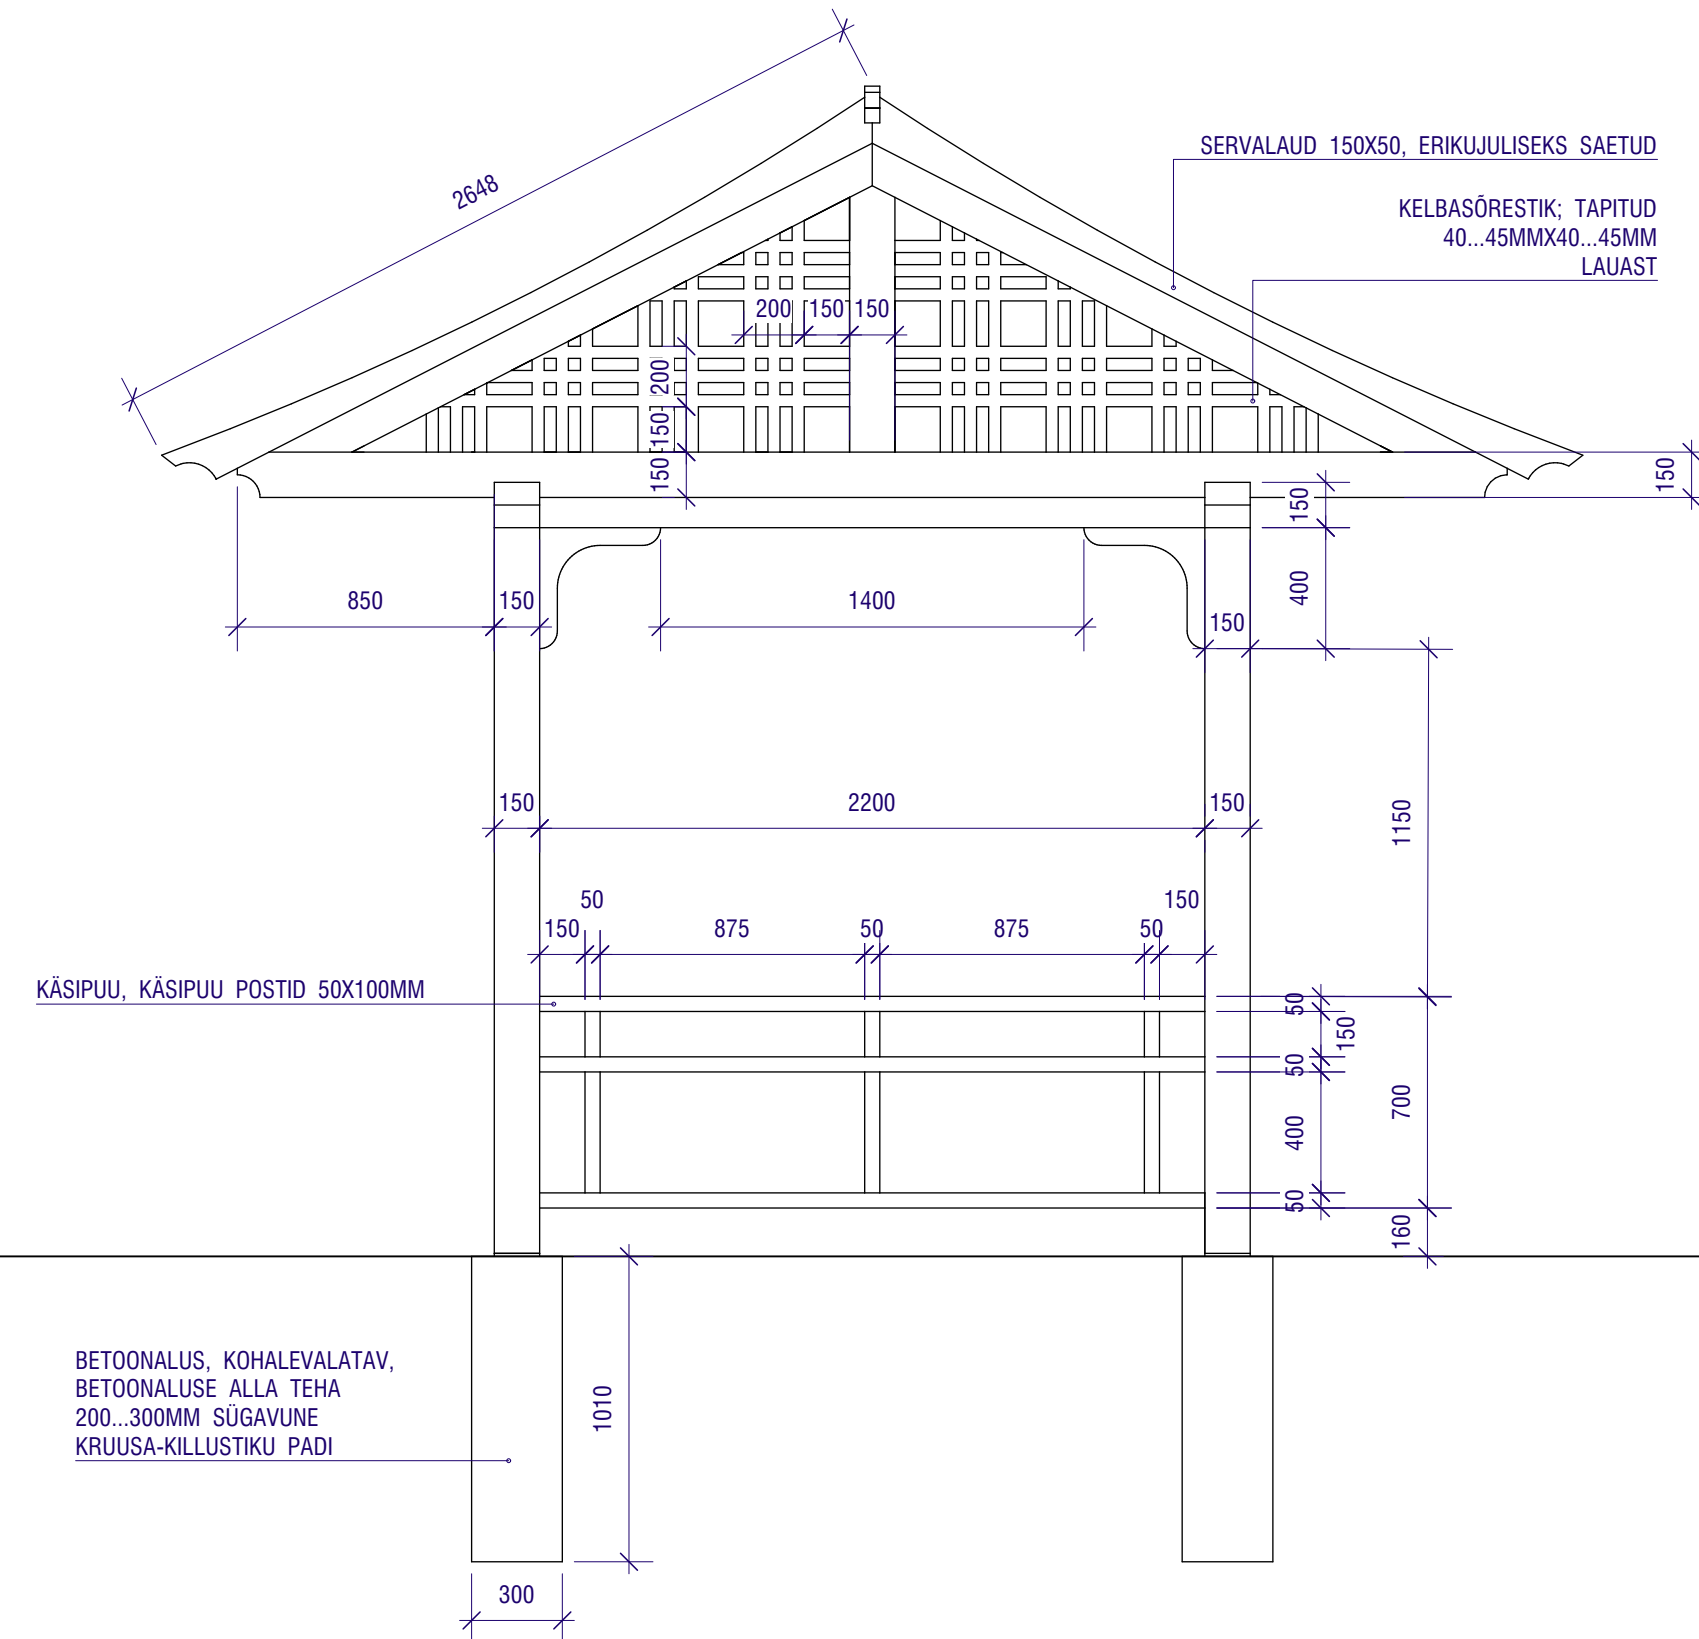 2648
SERVALAUD 150X50, ERIKUJULISEKS SAETUD
KELBASÕRESTIK; TAPITUD
40...45MMX40...45MM
LAUAST
200 150 150
200
150
150
150
150
400
850 150 1400 150
150 2200 150
1150
50 150
150 875 50 875 50
KÄSIPUU, KÄSIPUU POSTID 50X100MM
50
150
50
700
400
50
160
BETOONALUS, KOHALEVALATAV,
BETOONALUSE ALLA TEHA
200...300MM SÜGAVUNE
KRUUSA-KILLUSTIKU PADI
1010
300